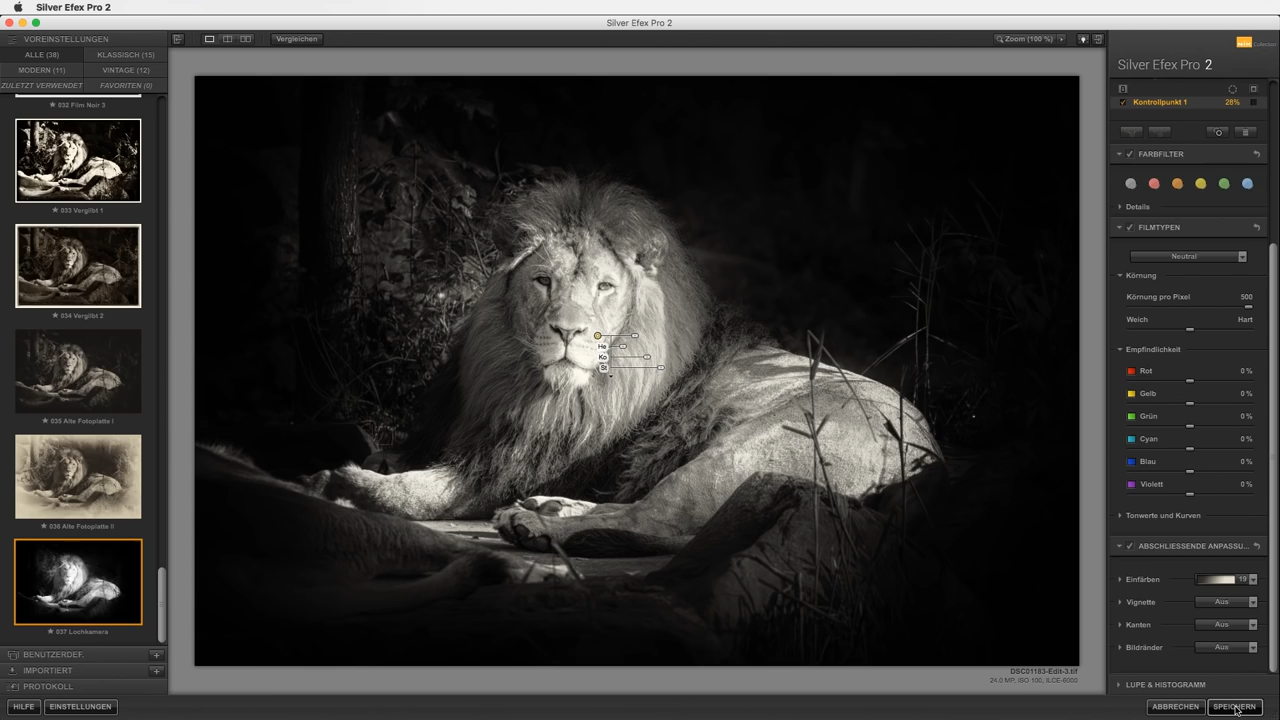 Silver Efex Pro 2
Silver Efex Pro 2
VOREINSTELLUNGEN
ALLE (38)
KLASSISCH (15)
MODERN (11)
VINTAGE (12)
ZULETZT VERWENDET
FAVORITEN (0)
032 Film Noir 3
033 Vergilbt 1
034 Vergilbt 2
035 Alte Fotoplatte I
036 Alte Fotoplatte II
037 Lochkamera
BENUTZERDEF.
IMPORTIERT
PROTOKOLL
HILFE
EINSTELLUNGEN
Vergleichen
Zoom (100 %)
He
Ko
St
DSC01183-Edit-3.tif
24.0 MP, ISO 100, ILCE-6000
Collection
Silver Efex Pro 2
Kontrollpunkt 1 28%
FARBFILTER
Details
FILMTYPEN
Neutral
Körnung
Körnung pro Pixel 500
Weich Hart
Empfindlichkeit
Rot 0 %
Gelb 0 %
Grün 0 %
Cyan 0 %
Blau 0 %
Violett 0 %
Tonwerte und Kurven
ABSCHLIESSENDE ANPASSU...
Einfärben 19
Vignette Aus
Kanten Aus
Bildränder Aus
LUPE & HISTOGRAMM
ABBRECHEN
SPEICHERN